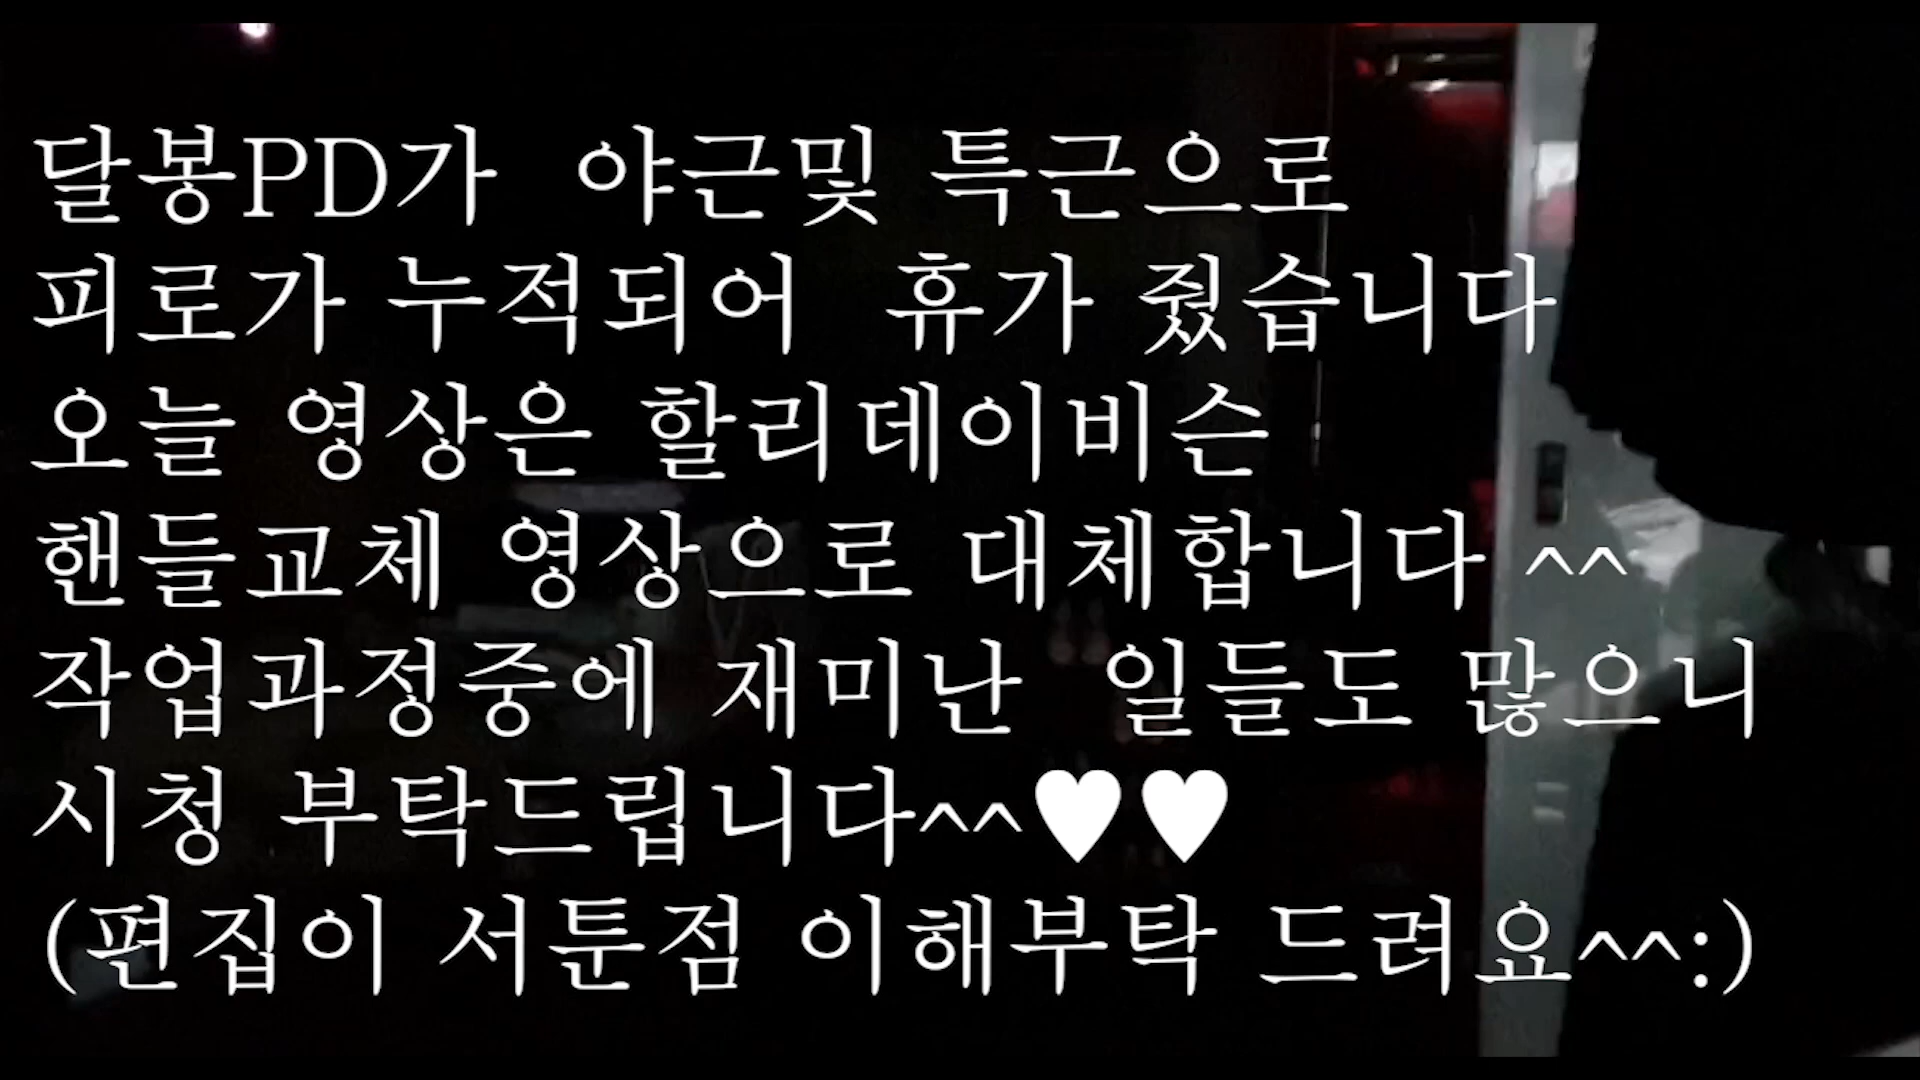 달봉PD가 야근및 특근으로
피로가 누적되어 휴가 줬습니다
오늘 영상은 할리데이비슨
핸들교체 영상으로 대체합니다 ^^
작업과정중에 재미난 일들도 많으니
시청 부탁드립니다^^♥♥
(편집이 서툰점 이해부탁 드려요^^:)